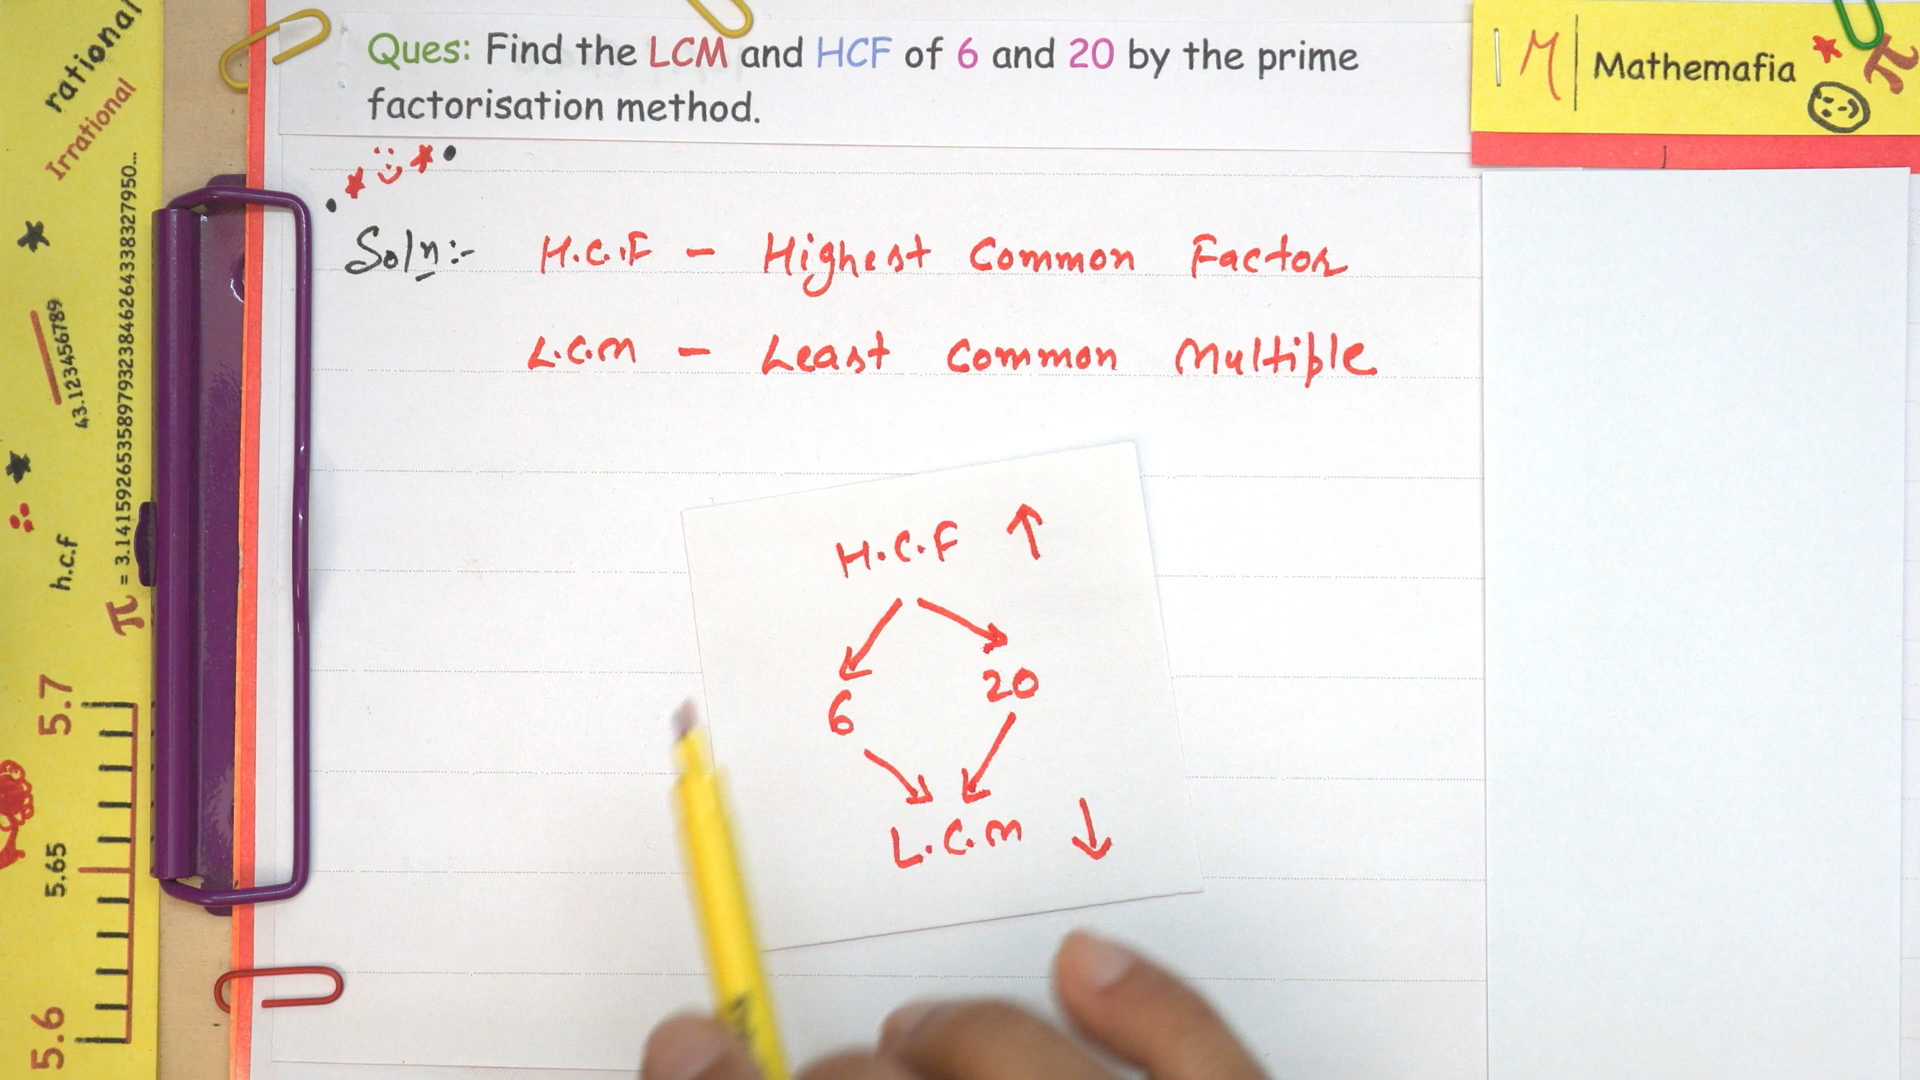 Ques: Find the LCM and HCF of 6 and 20 by the prime
factorisation method.
M | Mathemafia π
Soln:- H.C.F - Highest Common Factor
L.C.M - Least Common Multiple
H.C.F ↑
6 20
L.C.M ↓
rational
Irrational
43.123456789
π = 3.14159265358979323846264338327950...
h.c.f
5.7
5.65
5.6